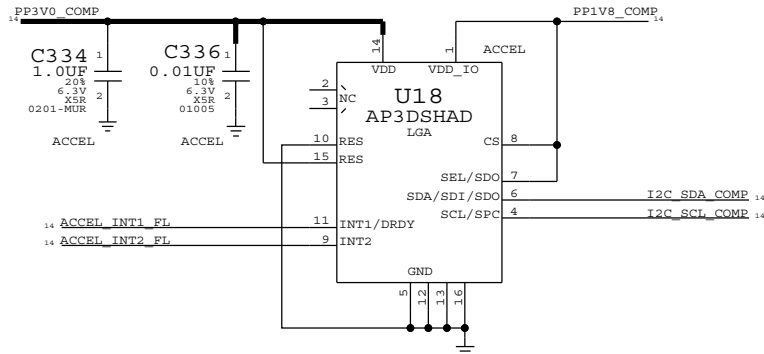 PP3V0_COMP
14
PP1V8_COMP
14
C334
1
1.0UF
20%
6.3V
X5R
2
0201-MUR
ACCEL
C336
1
0.01UF
10%
6.3V
X5R
2
01005
ACCEL
14
1
ACCEL
VDD
VDD_IO
2
NC
3
U18
AP3DSHAD
LGA
10 RES
15 RES
CS 8
SEL/SDO 7
SDA/SDI/SDO 6
I2C_SDA_COMP 14
SCL/SPC 4
I2C_SCL_COMP 14
14 ACCEL_INT1_FL
11 INT1/DRDY
14 ACCEL_INT2_FL
9 INT2
GND
5
12
13
16